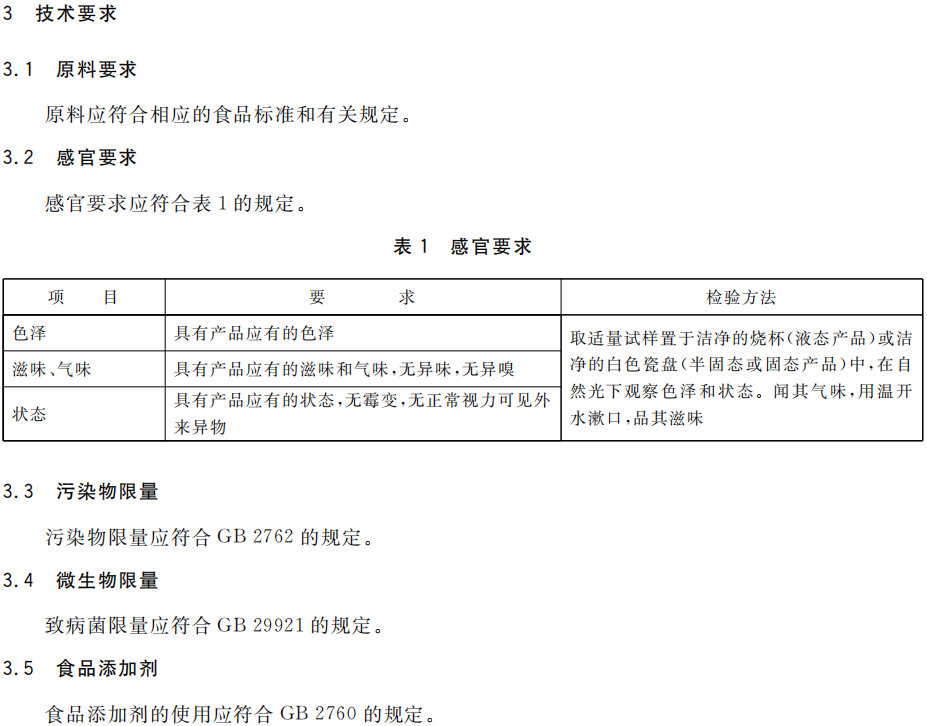 3 技术要求
3.1 原料要求
原料应符合相应的食品标准和有关规定。
3.2 感官要求
感官要求应符合表1的规定。
表1 感官要求
项 目 要 求 检验方法
色泽 具有产品应有的色泽
滋味、气味 具有产品应有的滋味和气味,无异味,无异嗅
状态 具有产品应有的状态,无霉变,无正常视力可见外
来异物
取适量试样置于洁净的烧杯(液态产品)或洁
净的白色瓷盘(半固态或固态产品)中,在自
然光下观察色泽和状态。闻其气味,用温开
水漱口,品其滋味
3.3 污染物限量
污染物限量应符合 GB 2762 的规定。
3.4 微生物限量
致病菌限量应符合 GB 29921 的规定。
3.5 食品添加剂
食品添加剂的使用应符合 GB 2760 的规定。